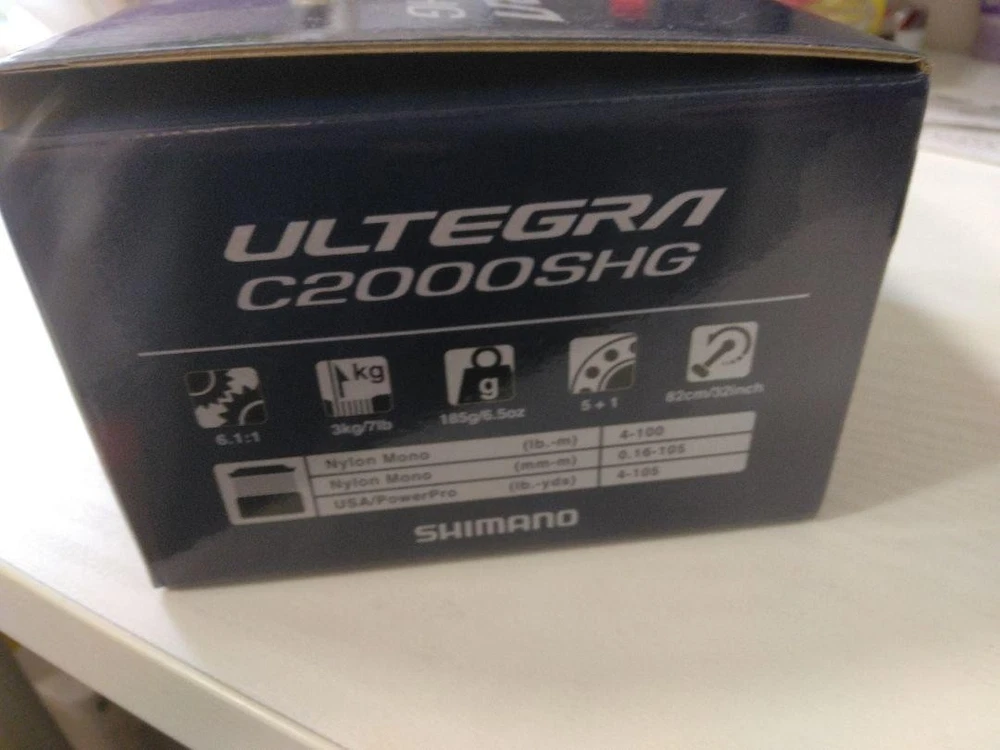 ULTEGRA
C2000SHG
kg
g
6.1:1
3kg/7lb
185g/6.5oz
5+1
82cm/32inch
Nylon Mono (lb.-m) 4-100
Nylon Mono (mm-m) 0.16-105
USA/PowerPro (lb.-yds) 4-105
SHIMANO